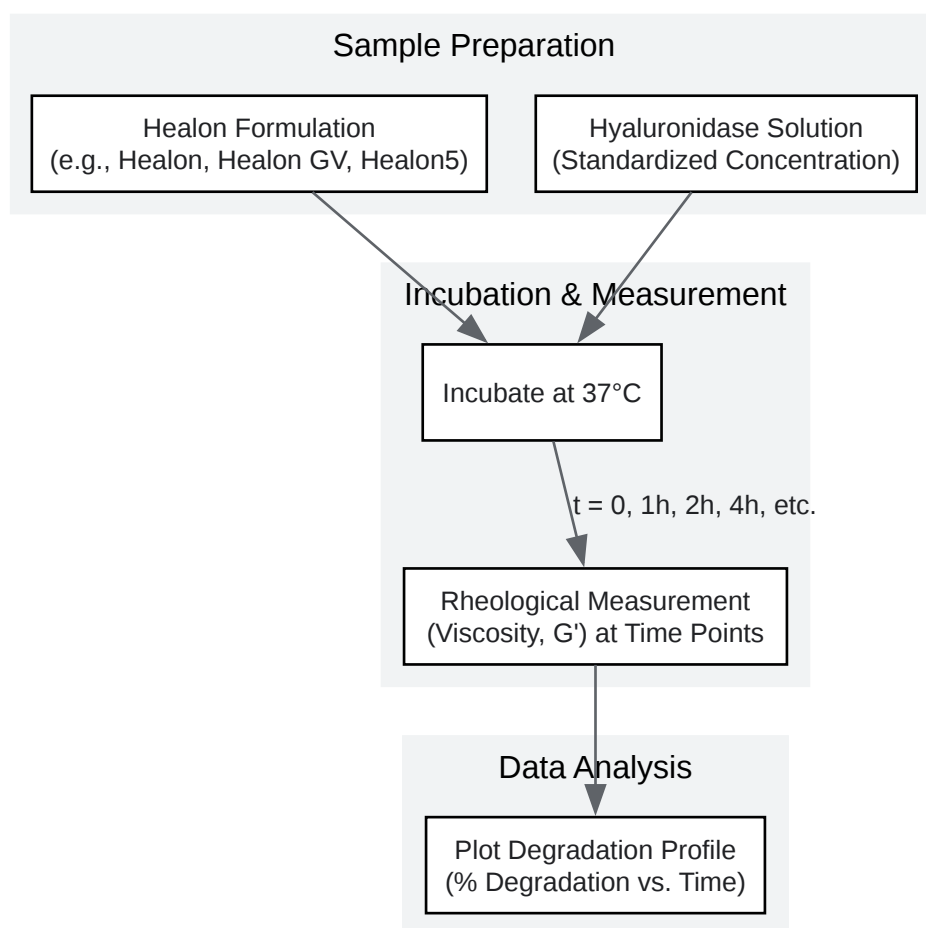 Sample Preparation
Healon Formulation
(e.g., Healon, Healon GV, Healon5)
Hyaluronidase Solution
(Standardized Concentration)
Incubation & Measurement
Incubate at 37°C
t = 0, 1h, 2h, 4h, etc.
Rheological Measurement
(Viscosity, G') at Time Points
Data Analysis
Plot Degradation Profile
(% Degradation vs. Time)